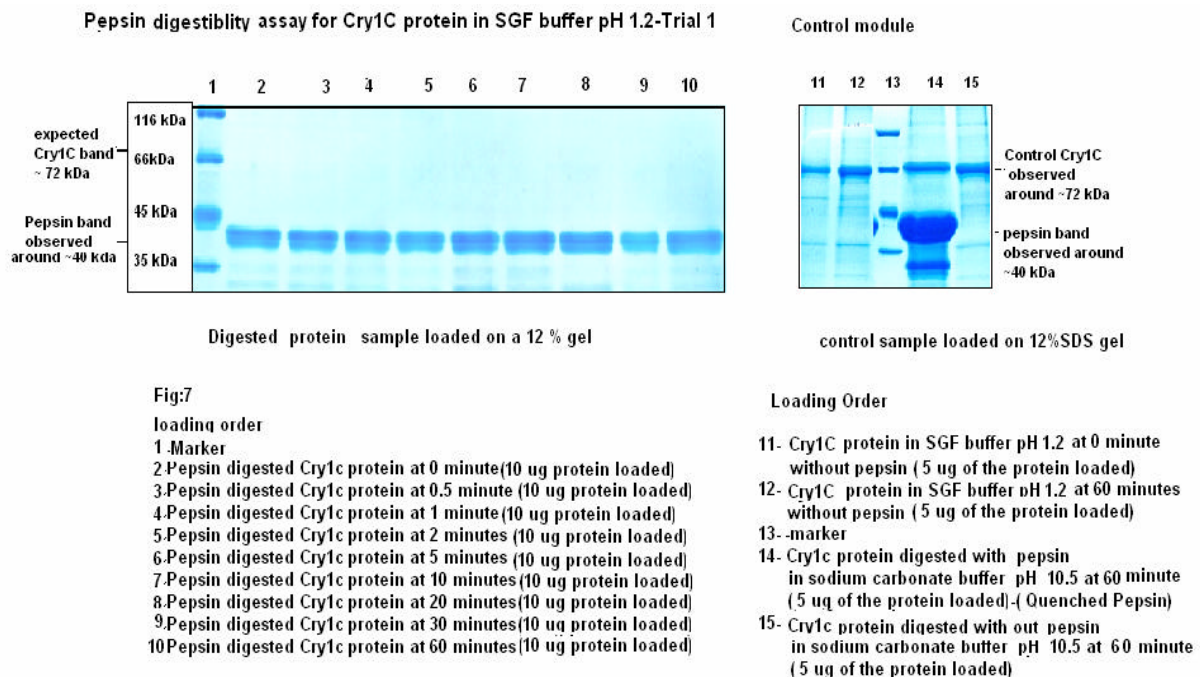 Pepsin digestiblity assay for Cry1C protein in SGF buffer pH 1.2-Trial 1
Control module
1 2 3 4 5 6 7 8 9 10
11 12 13 14 15
expected
Cry1C band
~ 72 kDa
Pepsin band
observed
around ~40 kda
116 kDa
66kDa
45 kDa
35 kDa
Control Cry1C
observed
around ~72 kDa
pepsin band
observed around
~40 kDa
Digested protein sample loaded on a 12 % gel
control sample loaded on 12%SDS gel
Fig:7
loading order
1-Marker
2-Pepsin digested Cry1c protein at 0 minute(10 ug protein loaded)
3-Pepsin digested Cry1c protein at 0.5 minute (10 ug protein loaded)
4-Pepsin digested Cry1c protein at 1 minute(10 ug protein loaded)
5-Pepsin digested Cry1c protein at 2 minutes (10 ug protein loaded)
6-Pepsin digested Cry1c protein at 5 minutes (10 ug protein loaded)
7-Pepsin digested Cry1c protein at 10 minutes(10 ug protein loaded)
8-Pepsin digested Cry1c protein at 20 minutes(10 ug protein loaded)
9-Pepsin digested Cry1c protein at 30 minutes(10 ug protein loaded)
10Pepsin digested Cry1c protein at 60 minutes(10 ug protein loaded)
Loading Order
11- Cry1C protein in SGF buffer pH 1.2 at 0 minute
without pepsin ( 5 ug of the protein loaded)
12- Cry1C protein in SGF buffer pH 1.2 at 60 minutes
without pepsin ( 5 ug of the protein loaded)
13--marker
14- Cry1c protein digested with pepsin
in sodium carbonate buffer pH 10.5 at 60 minute
( 5 ug of the protein loaded)-( Quenched Pepsin)
15- Cry1c protein digested with out pepsin
in sodium carbonate buffer pH 10.5 at 60 minute
( 5 ug of the protein loaded)